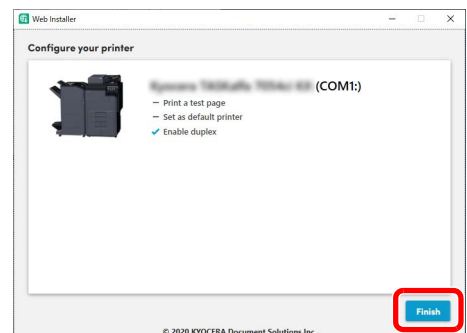 Web Installer
Configure your printer
(COM1:)
– Print a test page
– Set as default printer
Enable duplex
Finish
© 2020 KYOCERA Document Solutions Inc.